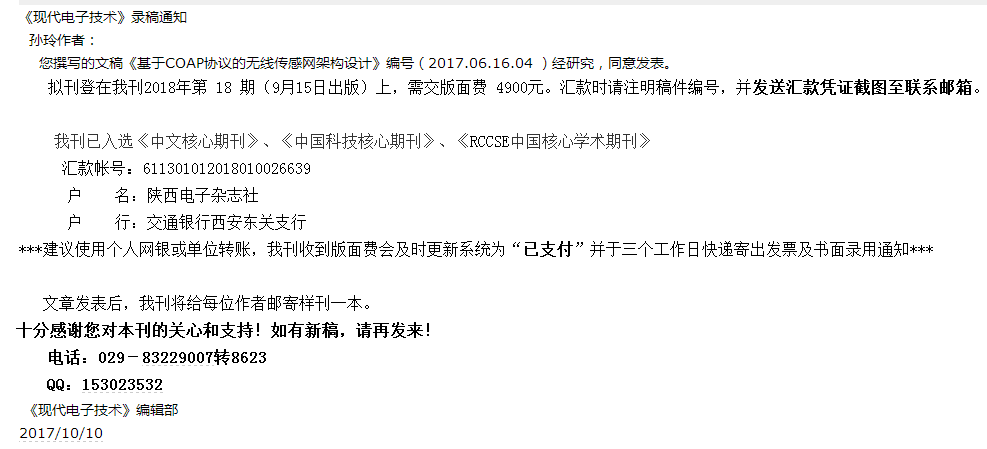 《现代电子技术》录稿通知
孙玲作者：
您撰写的文稿《基于COAP协议的无线传感网架构设计》编号（2017.06.16.04 ）经研究，同意发表。
拟刊登在我刊2018年第 18 期（9月15日出版）上，需交版面费 4900元。汇款时请注明稿件编号，并发送汇款凭证截图至联系邮箱。
我刊已入选《中文核心期刊》、《中国科技核心期刊》、《RCCSE中国核心学术期刊》
汇款帐号：611301012018010026639
户 名：陕西电子杂志社
户 行：交通银行西安东关支行
***建议使用个人网银或单位转账，我刊收到版面费会及时更新系统为“已支付”并于三个工作日快递寄出发票及书面录用通知***
文章发表后，我刊将给每位作者邮寄样刊一本。
十分感谢您对本刊的关心和支持！如有新稿，请再发来！
电话：029－83229007转8623
QQ：153023532
《现代电子技术》编辑部
2017/10/10